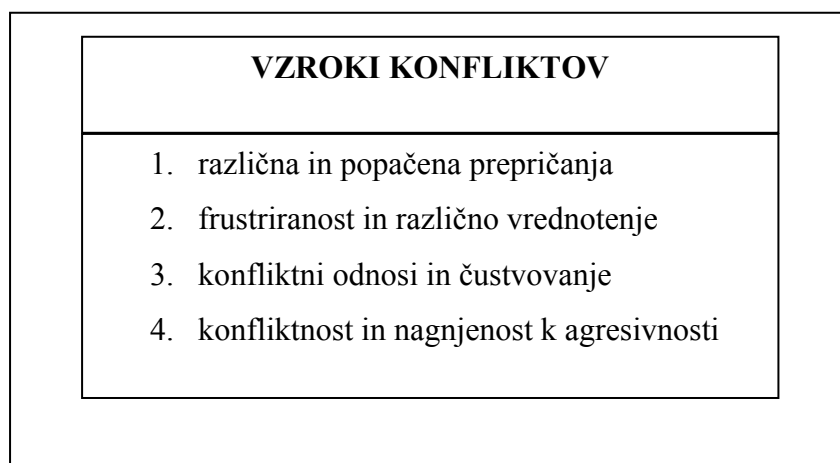 VZROKI KONFLIKTOV
1. različna in popačena prepričanja
2. frustriranost in različno vrednotenje
3. konfliktni odnosi in čustvovanje
4. konfliktnost in nagnjenost k agresivnosti